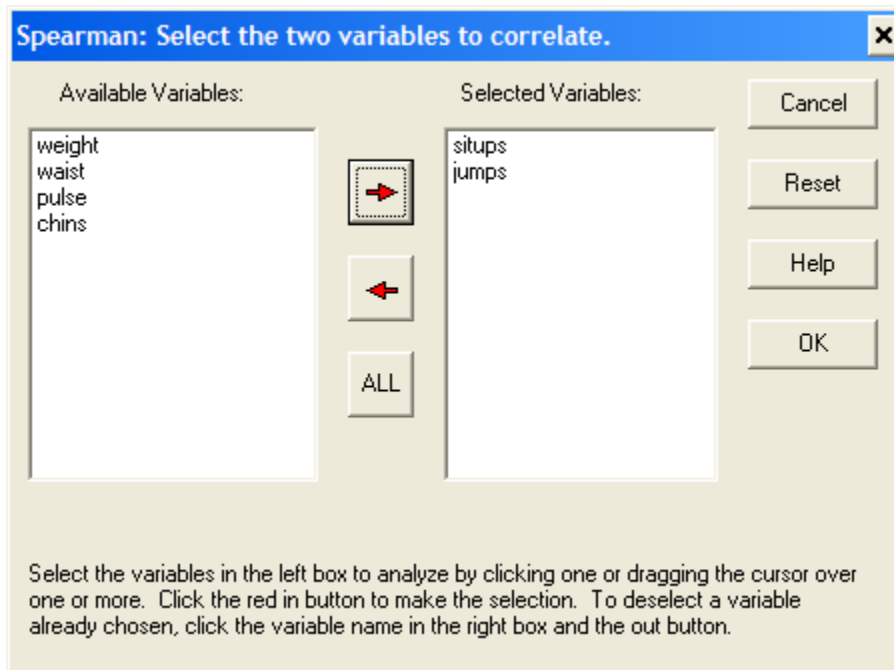 Spearman: Select the two variables to correlate.
Available Variables:
Selected Variables:
Cancel
weight
waist
pulse
chins
situps
jumps
Reset
Help
OK
ALL
Select the variables in the left box to analyze by clicking one or dragging the cursor over
one or more.  Click the red in button to make the selection.  To deselect a variable
already chosen, click the variable name in the right box and the out button.